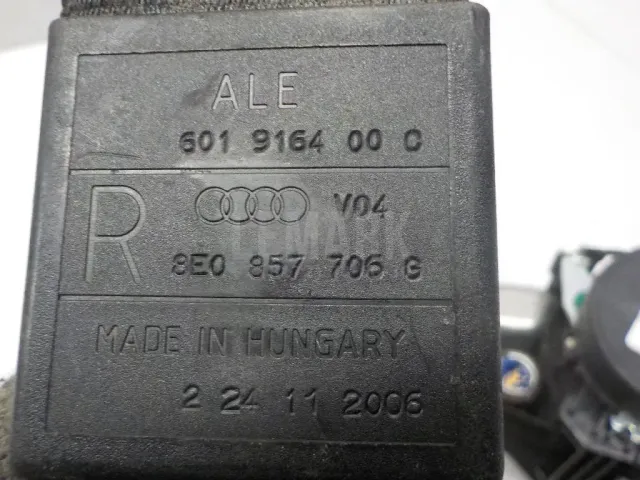 ALE
601 9164 00 C
R V04
8E0 857 706 G
MADE IN HUNGARY
2 24 11 2006